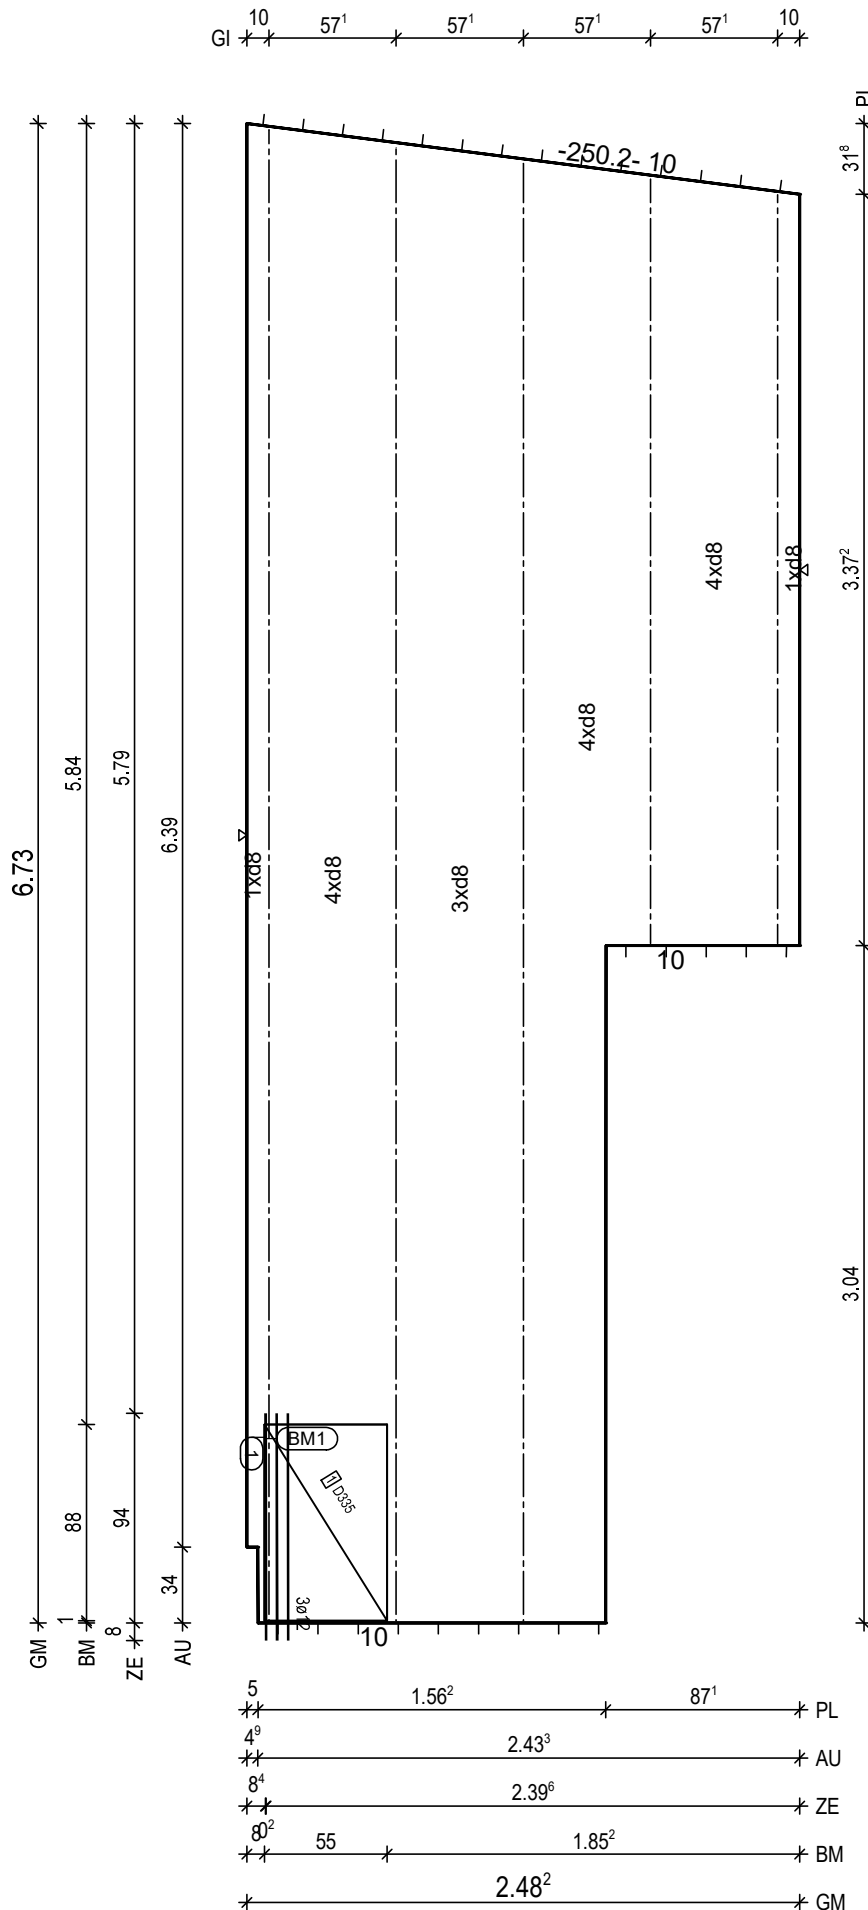 10 57¹ 57¹ 57¹ 57¹ 10
GI
PL
31⁸
-250.2- 10
4xd8
1xd8
3.37²
4xd8
5.84
5.79
6.39
6.73
1xd8
4xd8
3xd8
10
3.04
BM1
1
1 D335
88
94
34
3ø12
1
8
10
GM
BM
ZE
AU
5 1.56² 87¹ PL
4⁹ 2.43³ AU
8⁴ 2.39⁶ ZE
8 0² 55 1.85² BM
2.48² GM